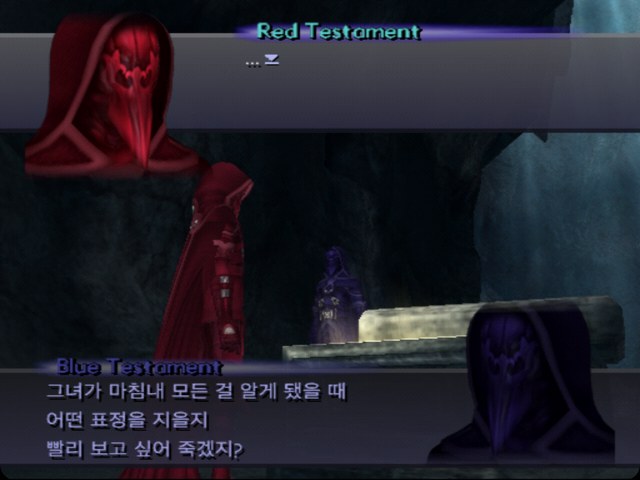 Red Testament
...
Blue Testament
그녀가 마침내 모든 걸 알게 됐을 때
어떤 표정을 지을지
빨리 보고 싶어 죽겠지?